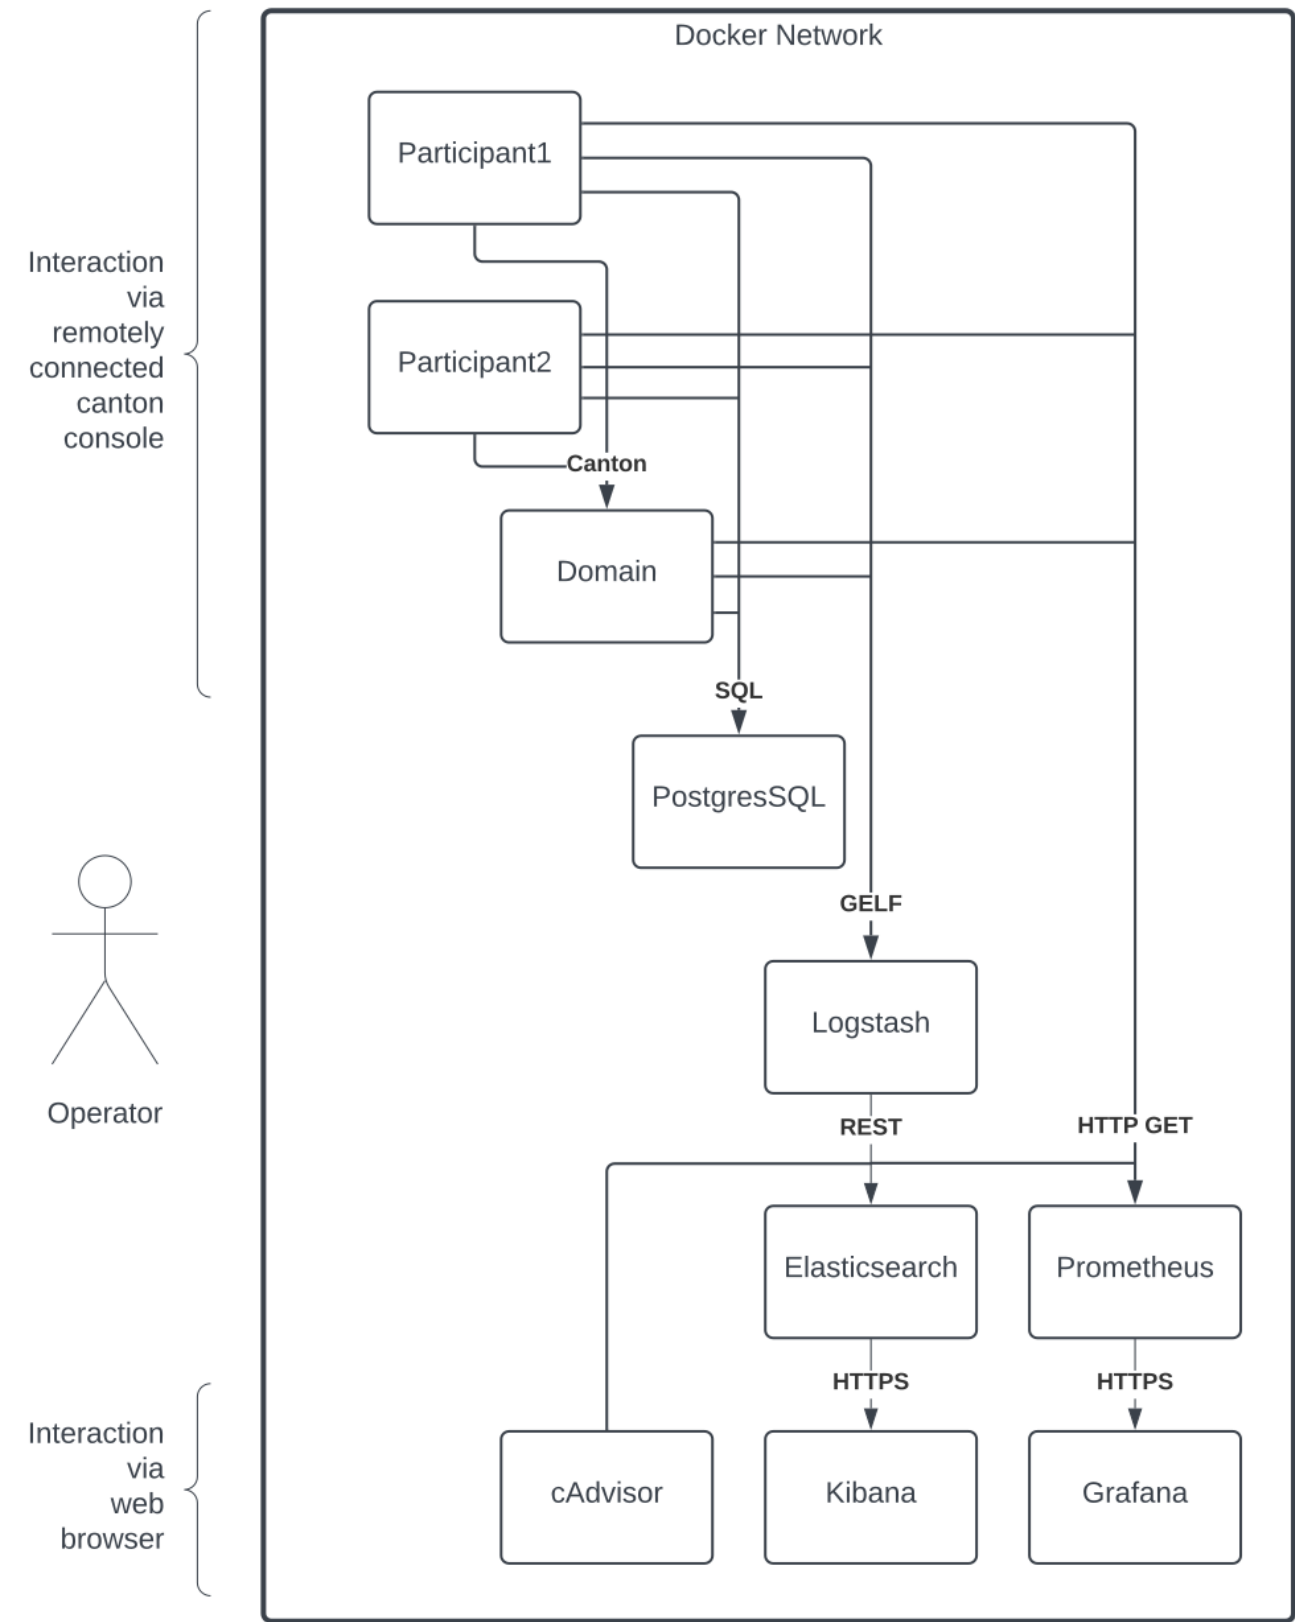 Docker Network
Participant1
Interaction
via
remotely
connected
canton
console
Participant2
Canton
Domain
SQL
PostgresSQL
GELF
Logstash
Operator
REST
HTTP GET
Elasticsearch
Prometheus
HTTPS
HTTPS
Interaction
via
web
browser
cAdvisor
Kibana
Grafana